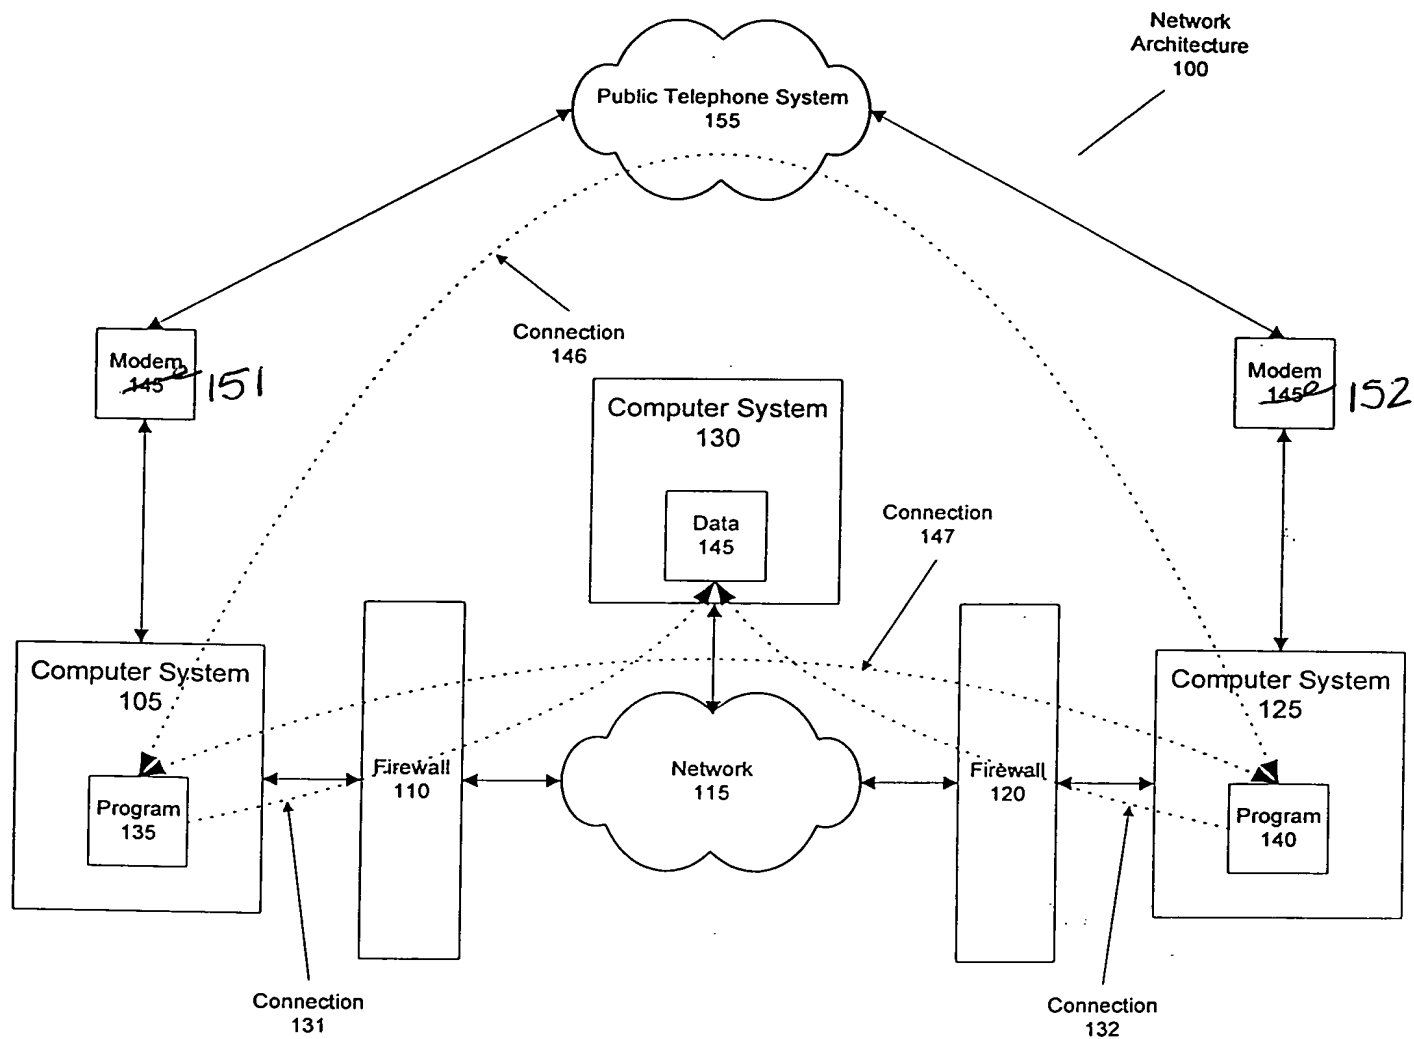 Network
Architecture
100
Public Telephone System
155
Connection
146
Modem
145
151
Modem
145
152
Computer System
130
Data
145
Connection
147
Computer System
105
Program
135
Firewall
110
Network
115
Firewall
120
Computer System
125
Program
140
Connection
131
Connection
132